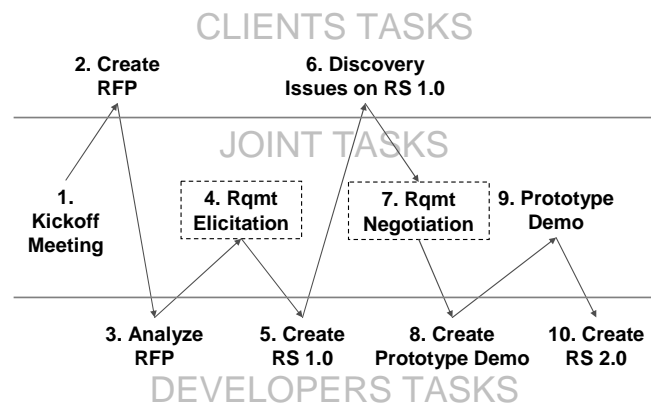 CLIENTS TASKS
2. Create
RFP
6. Discovery
Issues on RS 1.0
JOINT TASKS
1.
Kickoff
Meeting
4. Rqmt
Elicitation
7. Rqmt
Negotiation
9. Prototype
Demo
3. Analyze
RFP
5. Create
RS 1.0
8. Create
Prototype Demo
10. Create
RS 2.0
DEVELOPERS TASKS